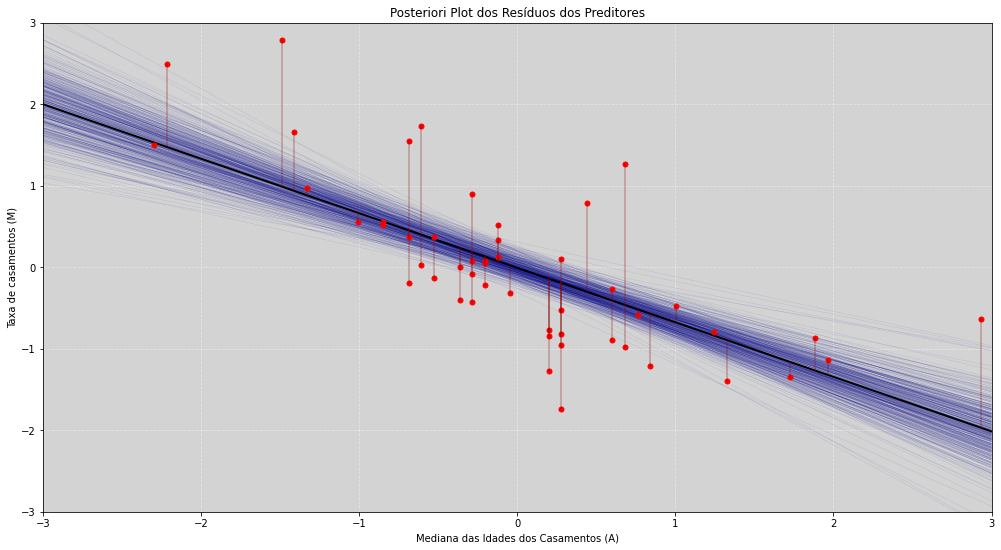 Posteriori Plot dos Resíduos dos Preditores
3
2
1
0
−1
−2
−3
Taxa de casamentos (M)
−3 −2 −1 0 1 2 3
Mediana das Idades dos Casamentos (A)